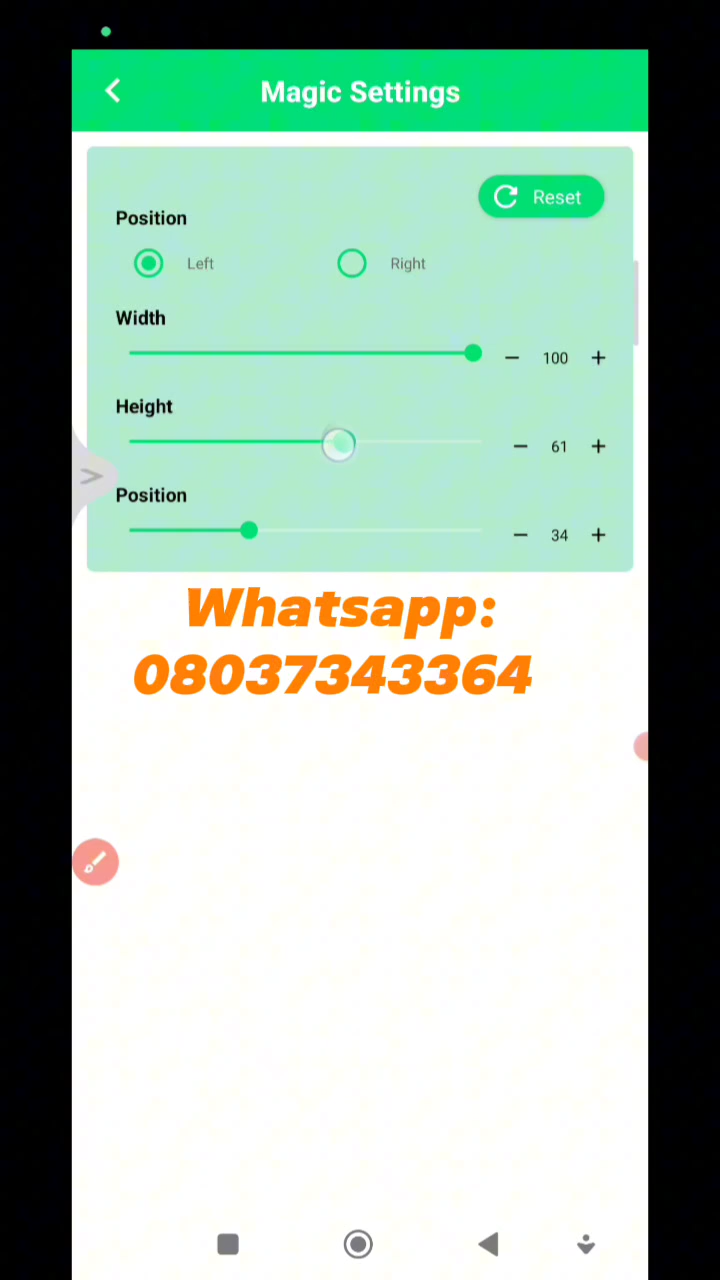 Magic Settings
Reset
Position
Left
Right
Width
− 100 +
Height
− 61 +
>
Position
− 34 +
Whatsapp:
08037343364